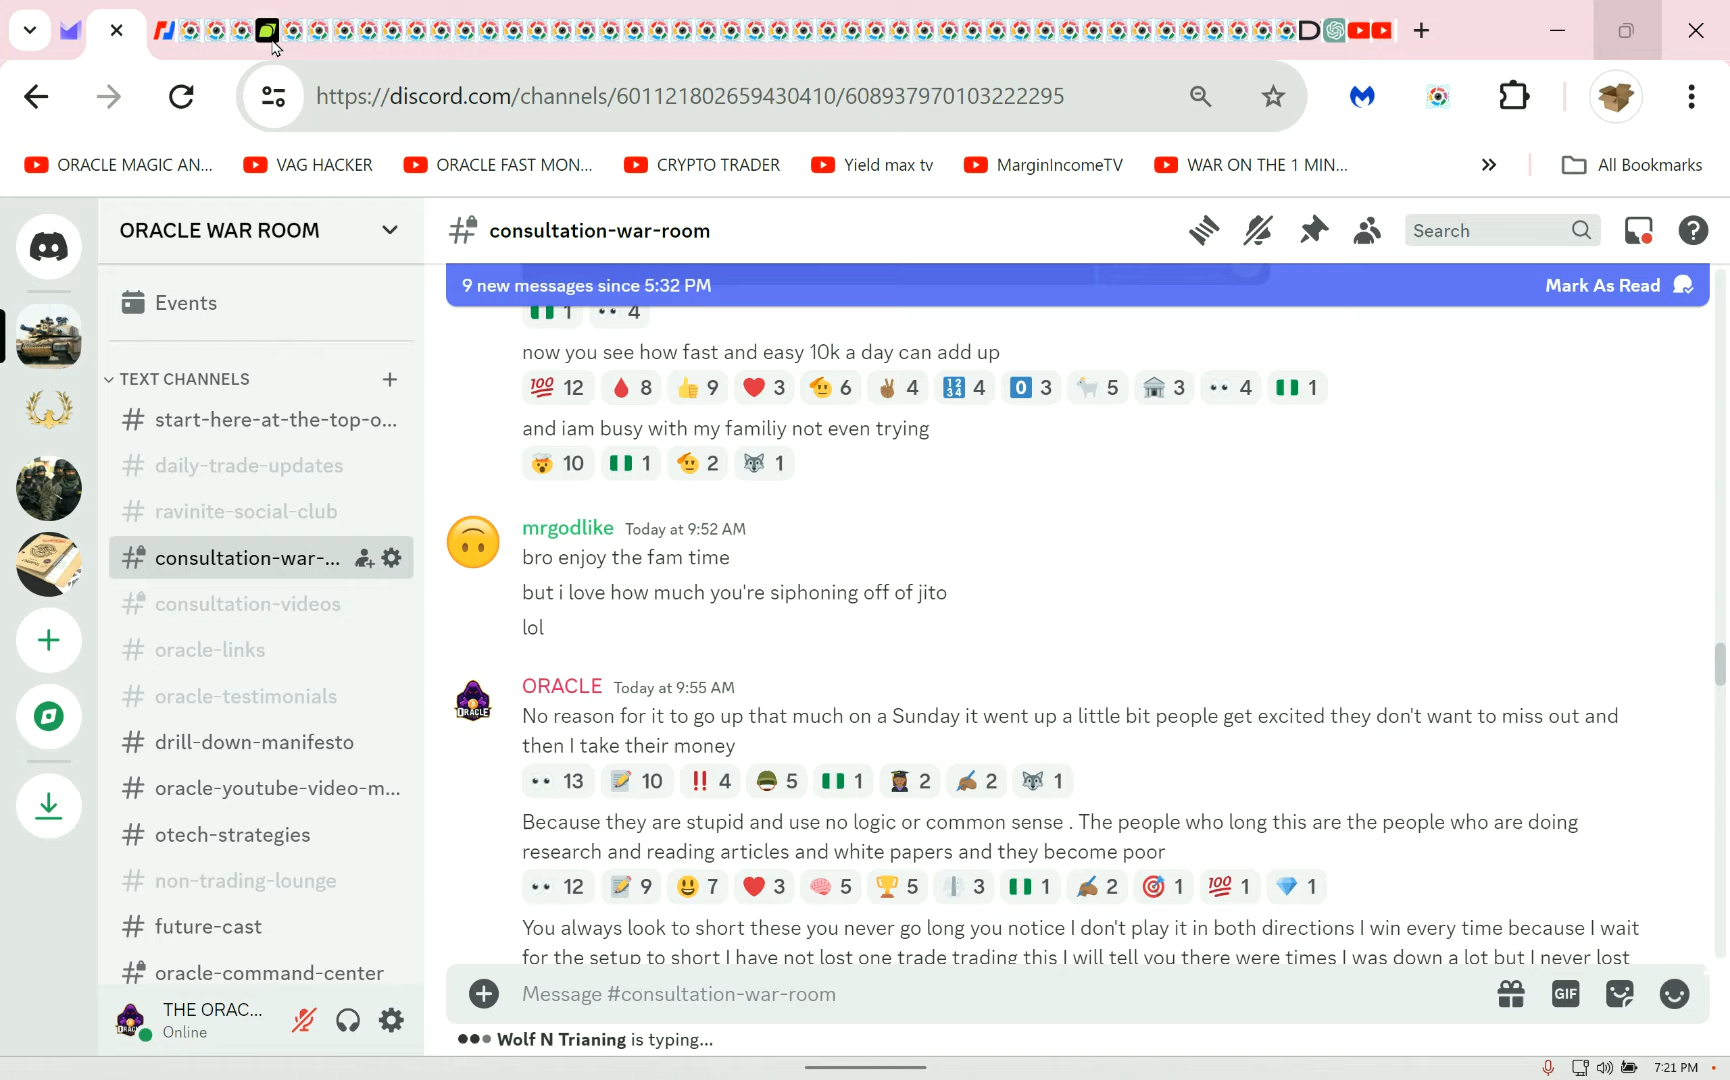 https://discord.com/channels/601121802659430410/608937970103222295
ORACLE MAGIC AN... VAG HACKER ORACLE FAST MON... CRYPTO TRADER Yield max tv MarginIncomeTV WAR ON THE 1 MIN... All Bookmarks
ORACLE WAR ROOM
consultation-war-room
Search
9 new messages since 5:32 PM Mark As Read
Events
TEXT CHANNELS
start-here-at-the-top-o...
daily-trade-updates
ravinite-social-club
consultation-war-...
consultation-videos
oracle-links
oracle-testimonials
drill-down-manifesto
oracle-youtube-video-m...
otech-strategies
non-trading-lounge
future-cast
oracle-command-center
THE ORAC...
Online
1 4
now you see how fast and easy 10k a day can add up
12 8 9 3 6 4 4 3 5 3 4 1
and iam busy with my familiy not even trying
10 1 2 1
mrgodlike Today at 9:52 AM
bro enjoy the fam time
but i love how much you're siphoning off of jito
lol
ORACLE Today at 9:55 AM
No reason for it to go up that much on a Sunday it went up a little bit people get excited they don't want to miss out and
then I take their money
13 10 4 5 1 2 2 1
Because they are stupid and use no logic or common sense . The people who long this are the people who are doing
research and reading articles and white papers and they become poor
12 9 7 3 5 5 3 1 2 1 1 1
You always look to short these you never go long you notice I don't play it in both directions I win every time because I wait
for the setup to short I have not lost one trade trading this I will tell you there were times I was down a lot but I never lost
Message #consultation-war-room
GIF
Wolf N Trianing is typing...
7:21 PM